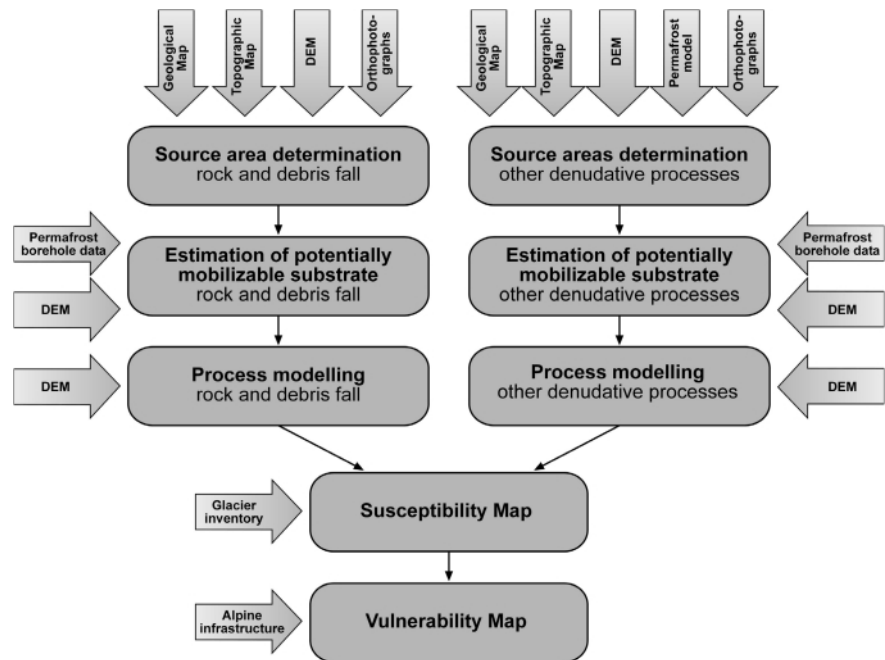 Geological
Map
Topographic
Map
DEM
Orthophoto-
graphs
Geological
Map
Topographic
Map
DEM
Permafrost
model
Orthophoto-
graphs
Source area determination
rock and debris fall
Source areas determination
other denudative processes
Permafrost
borehole data
Estimation of potentially
mobilizable substrate
rock and debris fall
Estimation of potentially
mobilizable substrate
other denudative processes
Permafrost
borehole data
DEM
DEM
DEM
Process modelling
rock and debris fall
Process modelling
other denudative processes
DEM
Glacier
inventory
Susceptibility Map
Alpine
infrastructure
Vulnerability Map